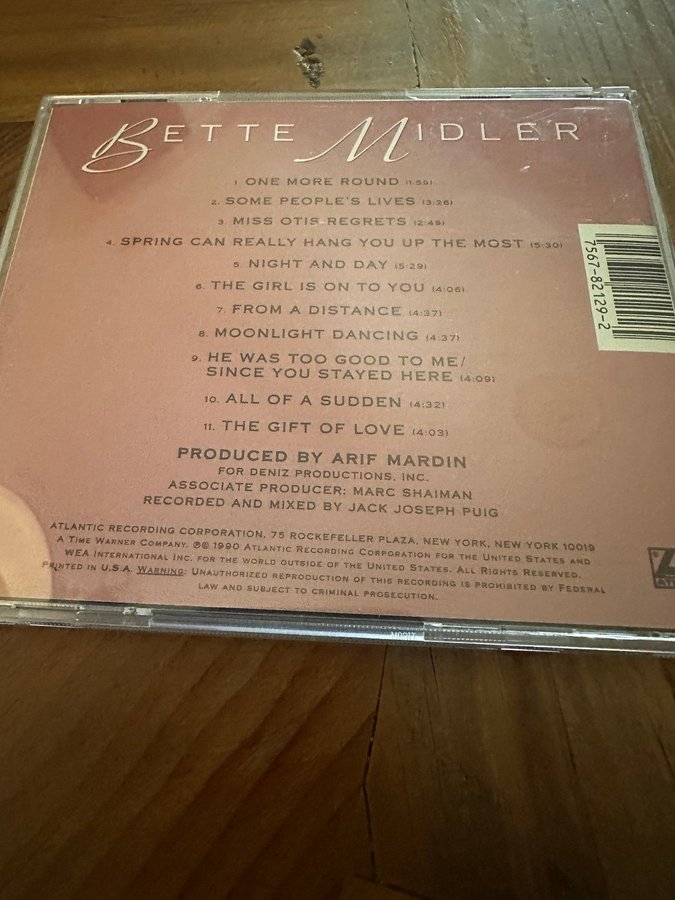 BETTE MIDLER
1. ONE MORE ROUND (1:59)
2. SOME PEOPLE'S LIVES (3:26)
3. MISS OTIS REGRETS (2:49)
4. SPRING CAN REALLY HANG YOU UP THE MOST (5:30)
5. NIGHT AND DAY (5:29)
6. THE GIRL IS ON TO YOU (4:06)
7. FROM A DISTANCE (4:37)
8. MOONLIGHT DANCING (4:37)
9. HE WAS TOO GOOD TO ME/
SINCE YOU STAYED HERE (4:09)
10. ALL OF A SUDDEN (4:32)
11. THE GIFT OF LOVE (4:03)
7567-82129-2
PRODUCED BY ARIF MARDIN
FOR DENIZ PRODUCTIONS, INC.
ASSOCIATE PRODUCER: MARC SHAIMAN
RECORDED AND MIXED BY JACK JOSEPH PUIG
ATLANTIC RECORDING CORPORATION, 75 ROCKEFELLER PLAZA, NEW YORK, NEW YORK 10019
A TIME WARNER COMPANY. ℗© 1990 ATLANTIC RECORDING CORPORATION FOR THE UNITED STATES AND
WEA INTERNATIONAL INC. FOR THE WORLD OUTSIDE OF THE UNITED STATES. ALL RIGHTS RESERVED.
PRINTED IN U.S.A. WARNING: UNAUTHORIZED REPRODUCTION OF THIS RECORDING IS PROHIBITED BY FEDERAL
LAW AND SUBJECT TO CRIMINAL PROSECUTION.